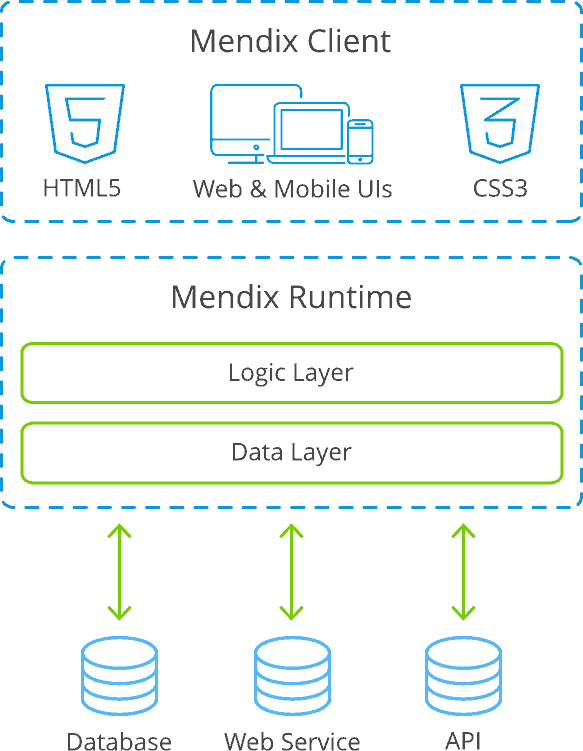 Mendix Client
HTML5
Web & Mobile UIs
CSS3
Mendix Runtime
Logic Layer
Data Layer
Database
Web Service
API